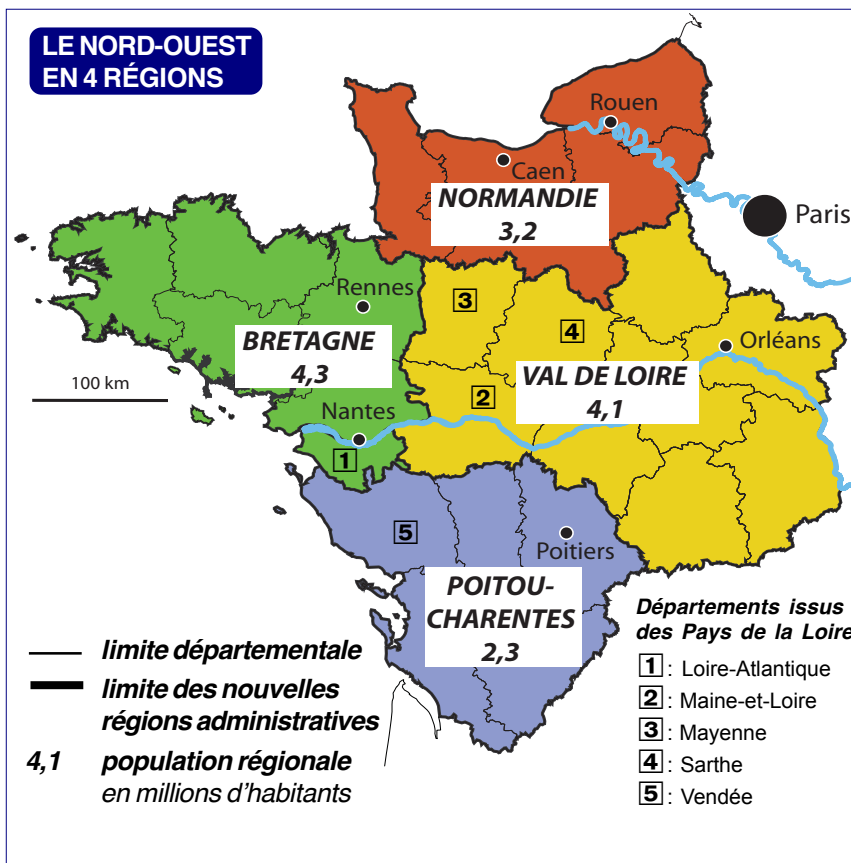 LE NORD-OUEST
EN 4 RÉGIONS
Rouen
Caen
Paris
NORMANDIE
3,2
Rennes
3
4
Orléans
BRETAGNE
4,3
VAL DE LOIRE
4,1
100 km
2
Nantes
1
5
Poitiers
POITOU-
CHARENTES
2,3
limite départementale
limite des nouvelles
régions administratives
4,1 population régionale
en millions d'habitants
Départements issus
des Pays de la Loire
1 : Loire-Atlantique
2 : Maine-et-Loire
3 : Mayenne
4 : Sarthe
5 : Vendée